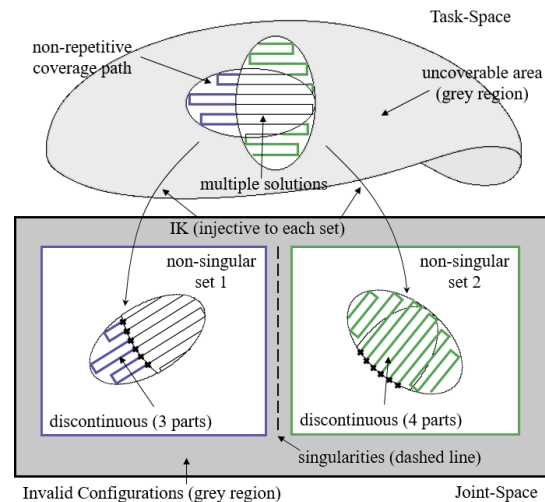 Task-Space
non-repetitive
coverage path
uncoverable area
(grey region)
multiple solutions
IK (injective to each set)
non-singular
set 1
non-singular
set 2
discontinuous (3 parts)
discontinuous (4 parts)
singularities (dashed line)
Invalid Configurations (grey region)
Joint-Space